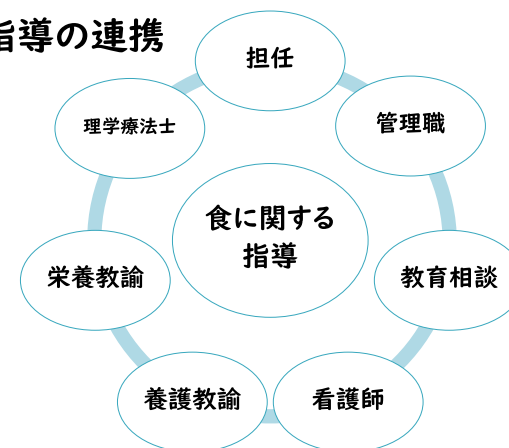 指導の連携
担任
理学療法士
管理職
食に関する
指導
栄養教諭
教育相談
養護教諭
看護師